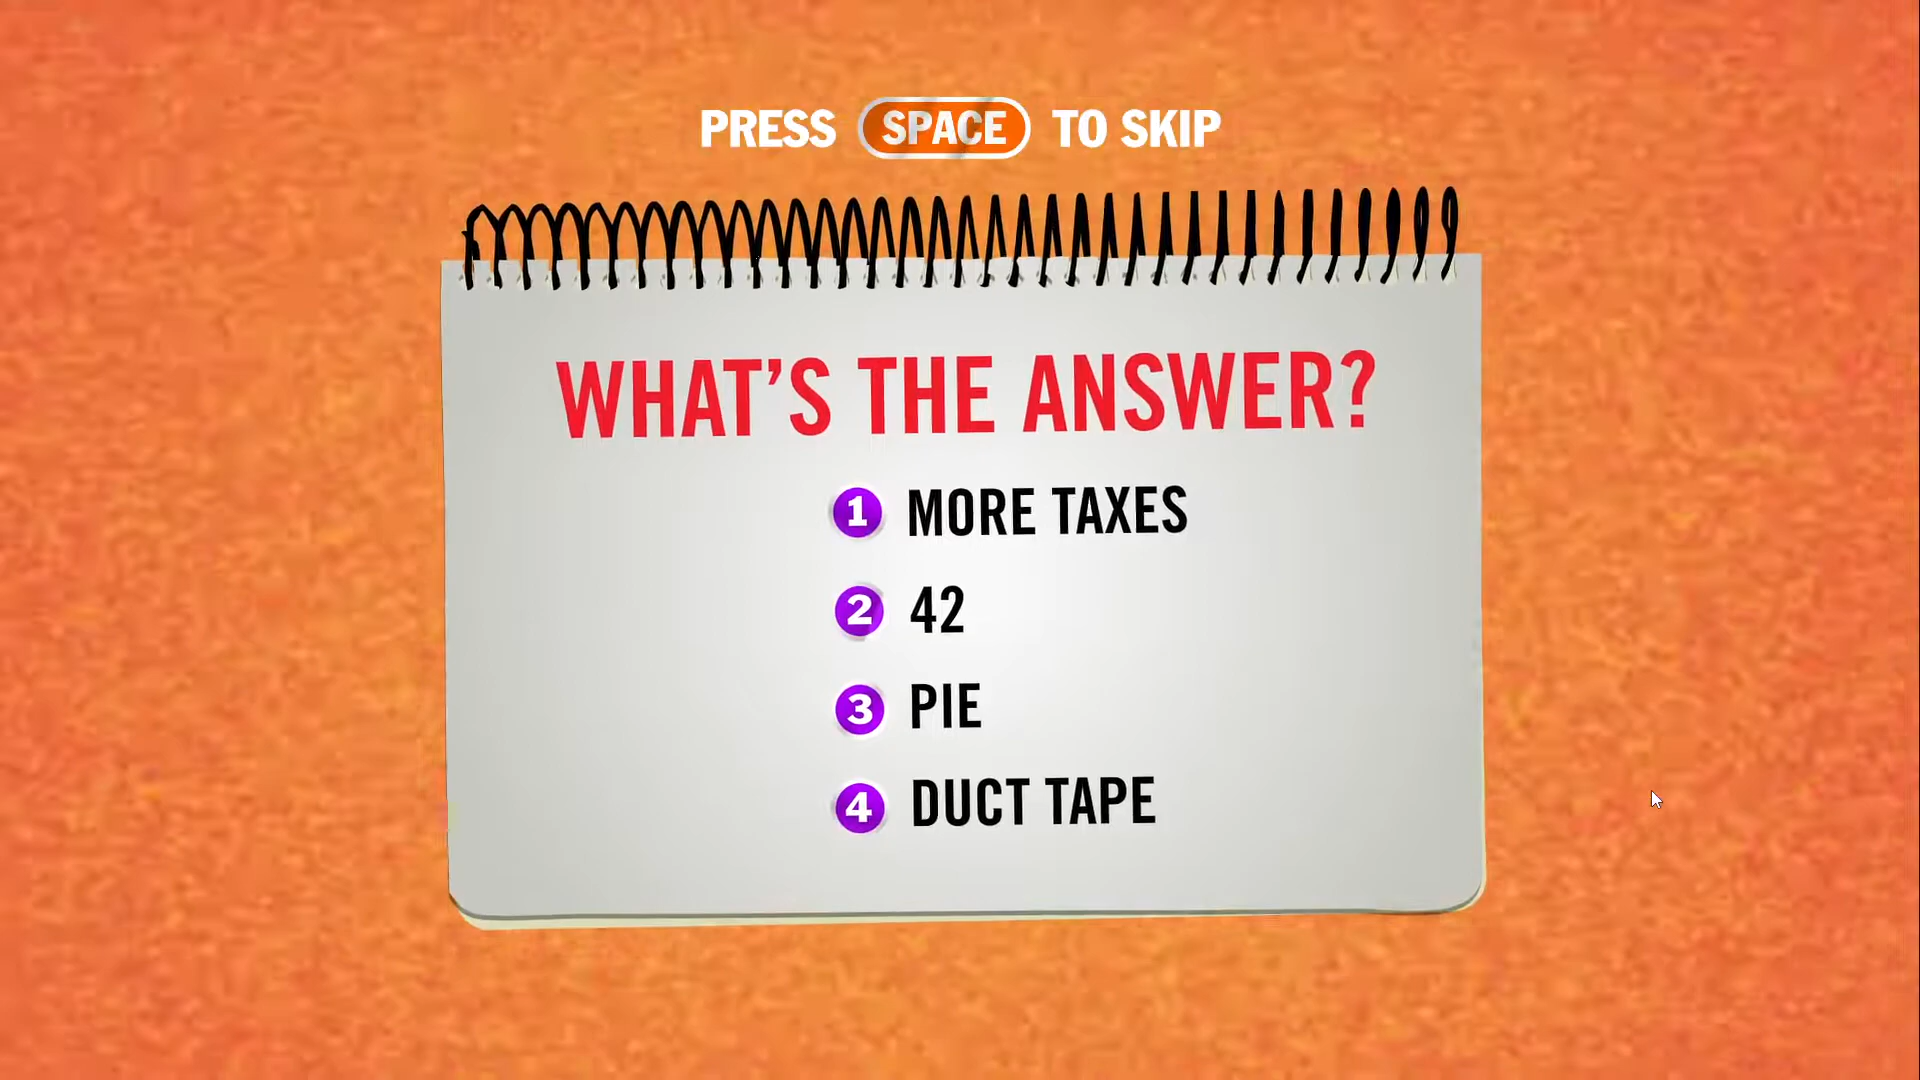 PRESS SPACE TO SKIP
WHAT'S THE ANSWER?
1 MORE TAXES
2 42
3 PIE
4 DUCT TAPE